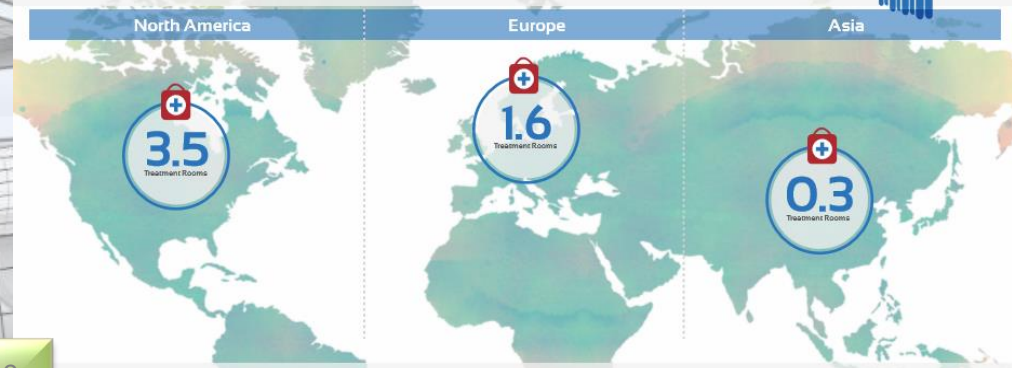 North America
Europe
Asia
3.5
Treatment Rooms
1.6
Treatment Rooms
0.3
Treatment Rooms